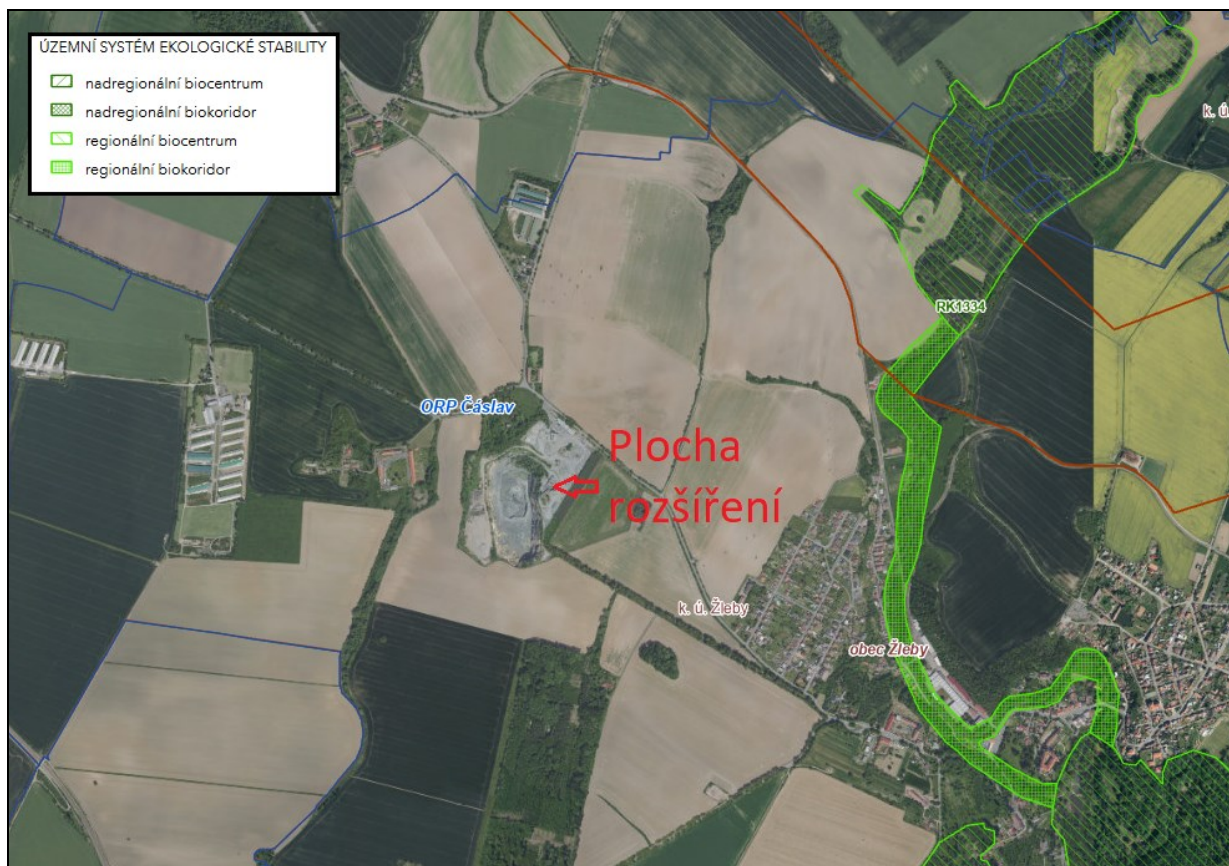 ÚZEMNÍ SYSTÉM EKOLOGICKÉ STABILITY
nadregionální biocentrum
nadregionální biokoridor
regionální biocentrum
regionální biokoridor
k. ú.
RK1334
ORP Čáslav
Plocha
rozšíření
k. ú. Žleby
obec Žleby